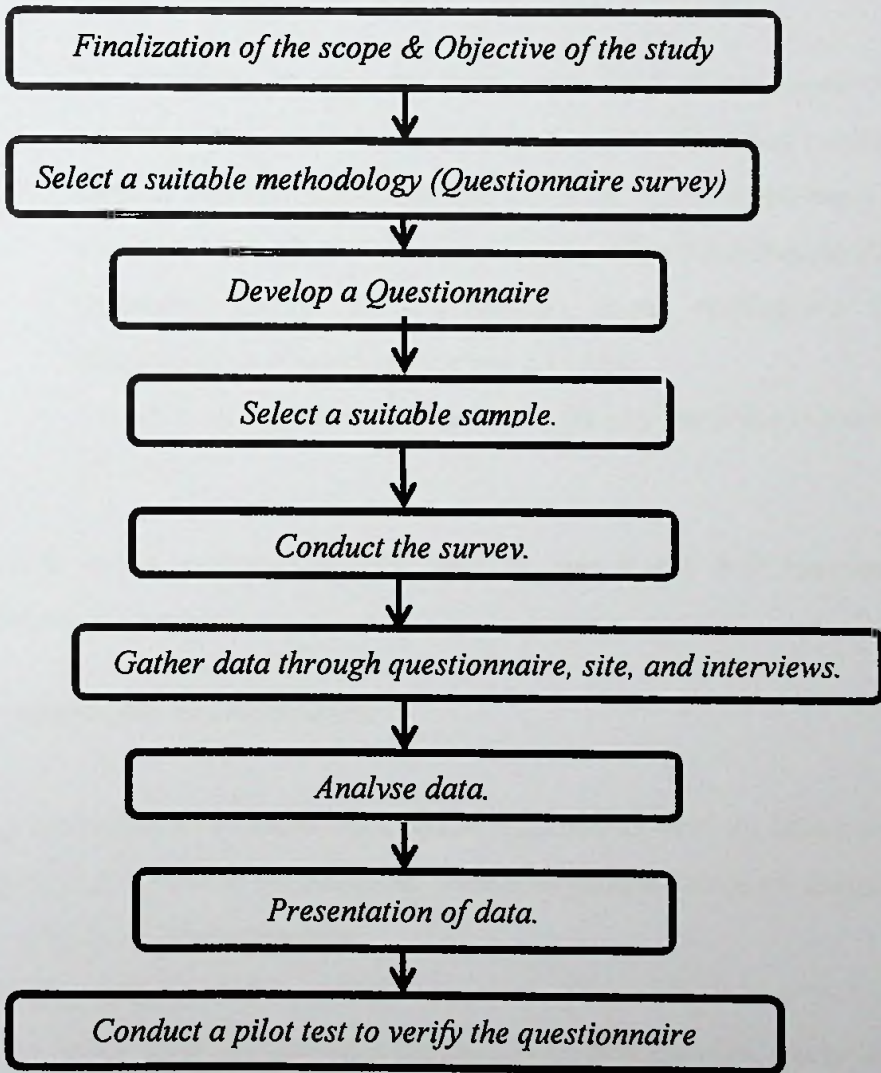 Finalization of the scope & Objective of the study
Select a suitable methodology (Questionnaire survey)
Develop a Questionnaire
Select a suitable sample.
Conduct the survey.
Gather data through questionnaire, site, and interviews.
Analyse data.
Presentation of data.
Conduct a pilot test to verify the questionnaire